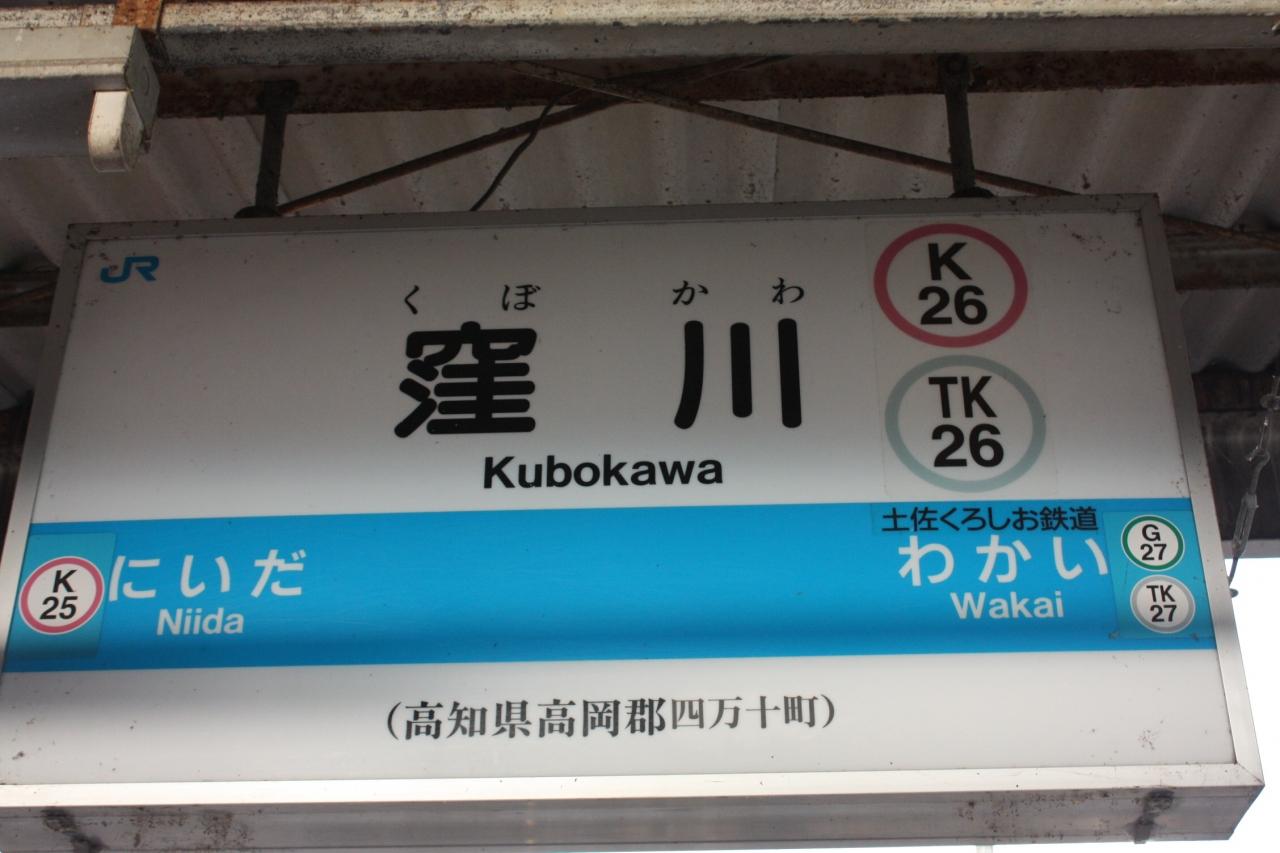 JR
くぼ かわ
窪川
Kubokawa
K
26
TK
26
土佐くろしお鉄道
K
25
にいだ
Niida
わかい
Wakai
G
27
TK
27
(高知県高岡郡四万十町)